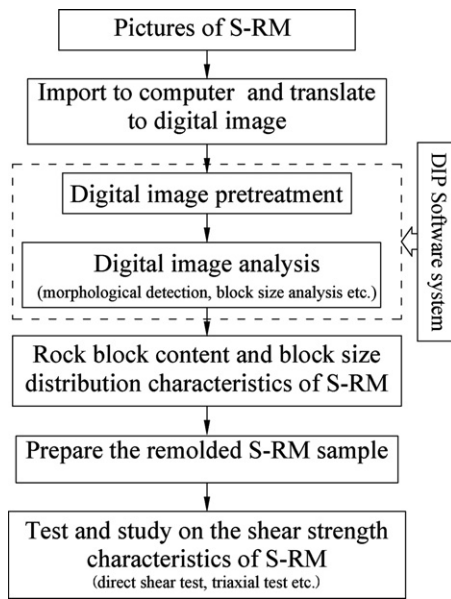 Pictures of S-RM
Import to computer and translate
to digital image
Digital image pretreatment
Digital image analysis
(morphological detection, block size analysis etc.)
DIP Software
system
Rock block content and block size
distribution characteristics of S-RM
Prepare the remolded S-RM sample
Test and study on the shear strength
characteristics of S-RM
(direct shear test, triaxial test etc.)